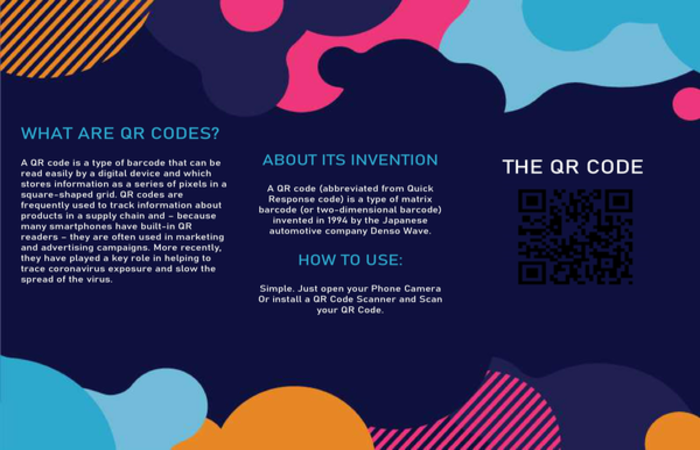 WHAT ARE QR CODES?
A QR code is a type of barcode that can be
read easily by a digital device and which
stores information as a series of pixels in a
square-shaped grid. QR codes are
frequently used to track information about
products in a supply chain and – because
many smartphones have built-in QR
readers – they are often used in marketing
and advertising campaigns. More recently,
they have played a key role in helping to
trace coronavirus exposure and slow the
spread of the virus.
ABOUT ITS INVENTION
A QR code (abbreviated from Quick
Response code) is a type of matrix
barcode (or two-dimensional barcode)
invented in 1994 by the Japanese
automotive company Denso Wave.
HOW TO USE:
Simple. Just open your Phone Camera
Or install a QR Code Scanner and Scan
your QR Code.
THE QR CODE